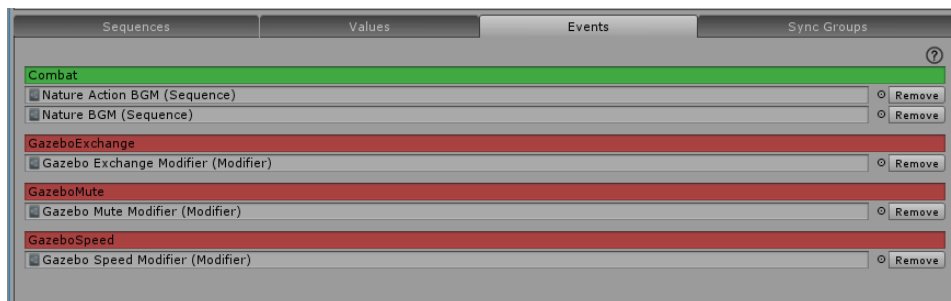 Sequences Values Events Sync Groups
?
Combat
Nature Action BGM (Sequence) Remove
Nature BGM (Sequence) Remove
GazeboExchange
Gazebo Exchange Modifier (Modifier) Remove
GazeboMute
Gazebo Mute Modifier (Modifier) Remove
GazeboSpeed
Gazebo Speed Modifier (Modifier) Remove